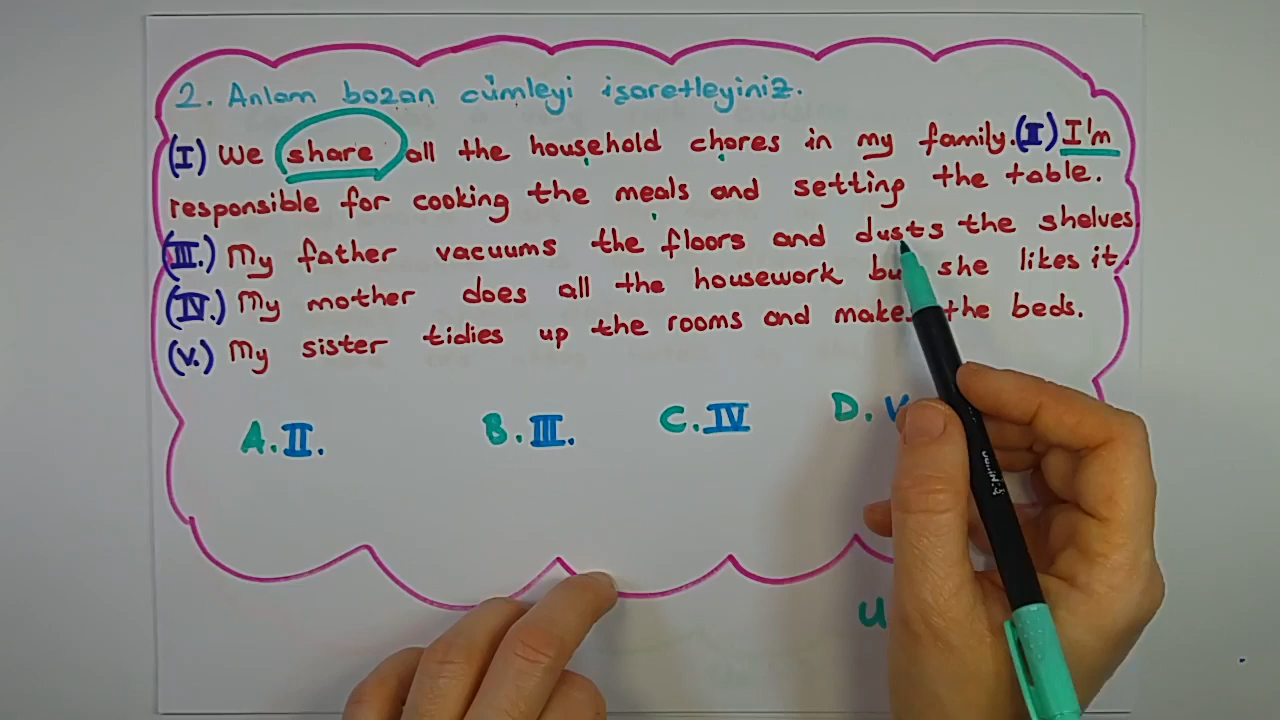 2. Anlam bozan cümleyi işaretleyiniz.
(I) We share all the household chores in my family. (II) I'm
responsible for cooking the meals and setting the table.
(III.) My father vacuums the floors and dusts the shelves.
(IV.) My mother does all the housework but she likes it.
(V.) My sister tidies up the rooms and makes the beds.
A. II. B. III. C. IV D. V